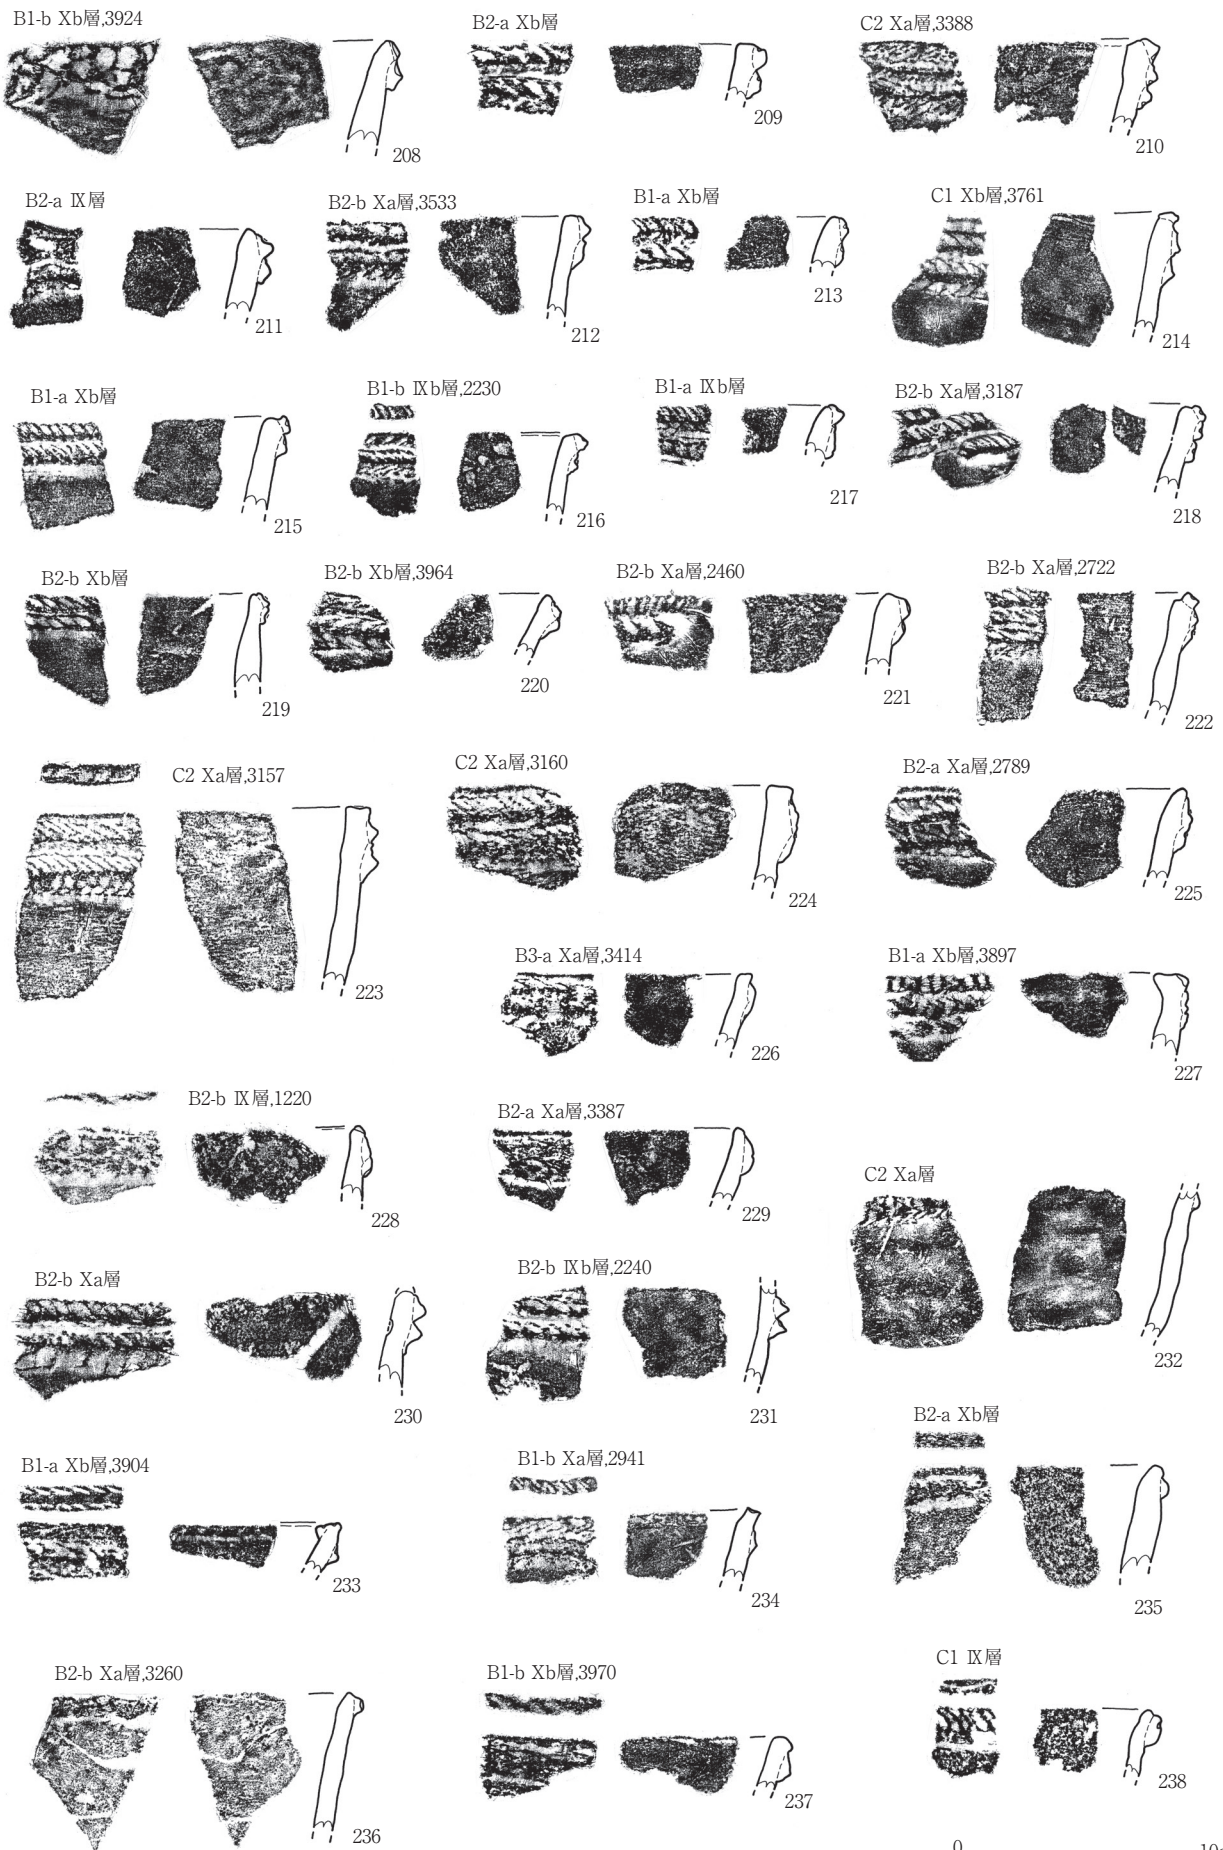 B1-b Xb層,3924
208
B2-a Xb層
209
C2 Xa層,3388
210
B2-a Ⅸ層
211
B2-b Xa層,3533
212
B1-a Xb層
213
C1 Xb層,3761
214
B1-a Xb層
215
B1-b Ⅸb層,2230
216
B1-a Ⅸb層
217
B2-b Xa層,3187
218
B2-b Xb層
219
B2-b Xb層,3964
220
B2-b Xa層,2460
221
B2-b Xa層,2722
222
C2 Xa層,3157
223
C2 Xa層,3160
224
B2-a Xa層,2789
225
B3-a Xa層,3414
226
B1-a Xb層,3897
227
B2-b Ⅸ層,1220
228
B2-a Xa層,3387
229
C2 Xa層
232
B2-b Xa層
230
B2-b Ⅸb層,2240
231
B2-a Xb層
235
B1-a Xb層,3904
233
B1-b Xa層,2941
234
B2-b Xa層,3260
236
B1-b Xb層,3970
237
C1 Ⅸ層
238
0